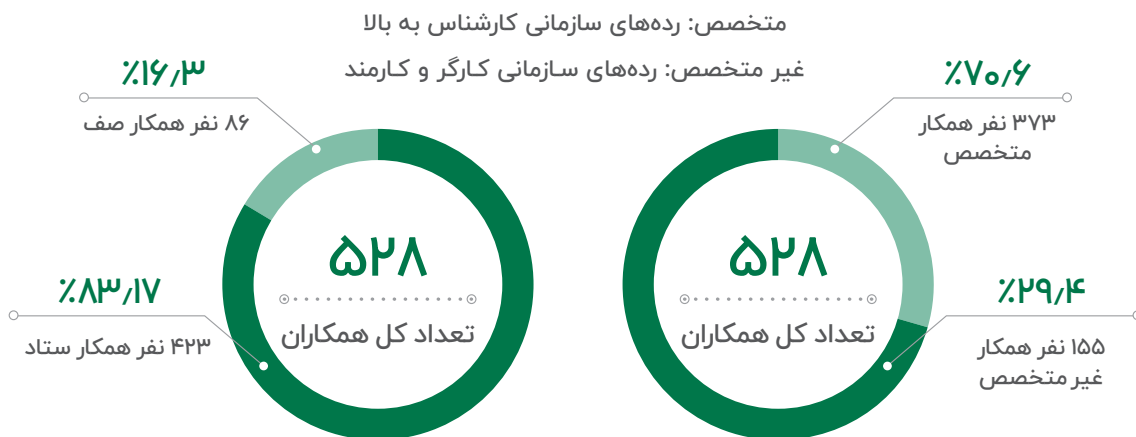 متخصص: رده‌های سازمانی کارشناس به بالا
غیر متخصص: رده‌های سازمانی کارگر و کارمند
٪۷۰٫۶
۳۷۳ نفر همکار
متخصص
۵۲۸
تعداد کل همکاران
٪۲۹٫۴
۱۵۵ نفر همکار
غیر متخصص
٪۱۶٫۳
۸۶ نفر همکار صف
۵۲۸
تعداد کل همکاران
٪۸۳٫۱۷
۴۲۳ نفر همکار ستاد